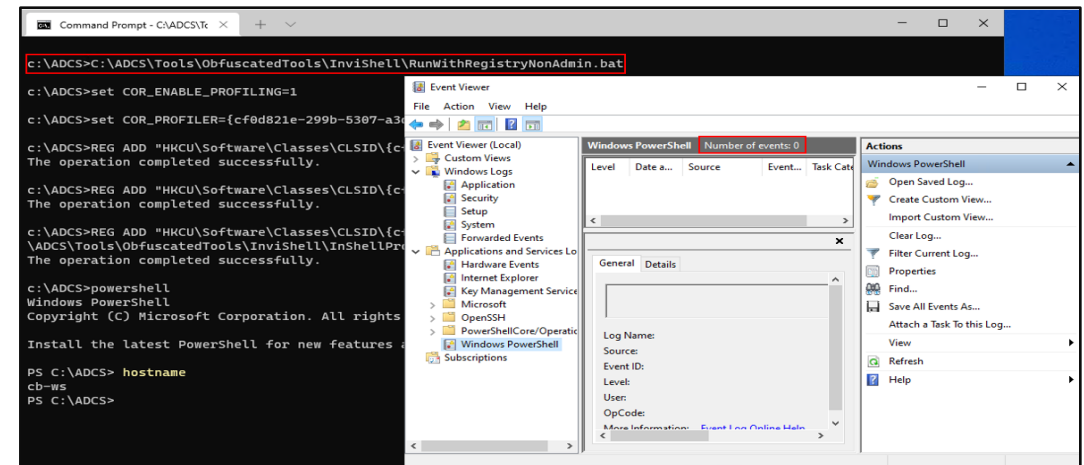 Command Prompt - C:\ADCS\Tc
c:\ADCS>C:\ADCS\Tools\ObfuscatedTools\InviShell\RunWithRegistryNonAdmin.bat
c:\ADCS>set COR_ENABLE_PROFILING=1
c:\ADCS>set COR_PROFILER={cf0d821e-299b-5307-a3d
c:\ADCS>REG ADD "HKCU\Software\Classes\CLSID\{c
The operation completed successfully.
c:\ADCS>REG ADD "HKCU\Software\Classes\CLSID\{c
The operation completed successfully.
c:\ADCS>REG ADD "HKCU\Software\Classes\CLSID\{c
\ADCS\Tools\ObfuscatedTools\InviShell\InShellPr
The operation completed successfully.
c:\ADCS>powershell
Windows PowerShell
Copyright (C) Microsoft Corporation. All rights
Install the latest PowerShell for new features
PS C:\ADCS> hostname
cb-ws
PS C:\ADCS>
Event Viewer
File Action View Help
Event Viewer (Local)
Custom Views
Windows Logs
Application
Security
Setup
System
Forwarded Events
Applications and Services Lo
Hardware Events
Internet Explorer
Key Management Service
Microsoft
OpenSSH
PowerShellCore/Operatic
Windows PowerShell
Subscriptions
Windows PowerShell Number of events: 0
Level Date a... Source Event... Task Cate
General Details
Log Name:
Source:
Event ID:
Level:
User:
OpCode:
More Information: Event Log Online Help
Actions
Windows PowerShell
Open Saved Log...
Create Custom View...
Import Custom View...
Clear Log...
Filter Current Log...
Properties
Find...
Save All Events As...
Attach a Task To this Log...
View
Refresh
Help